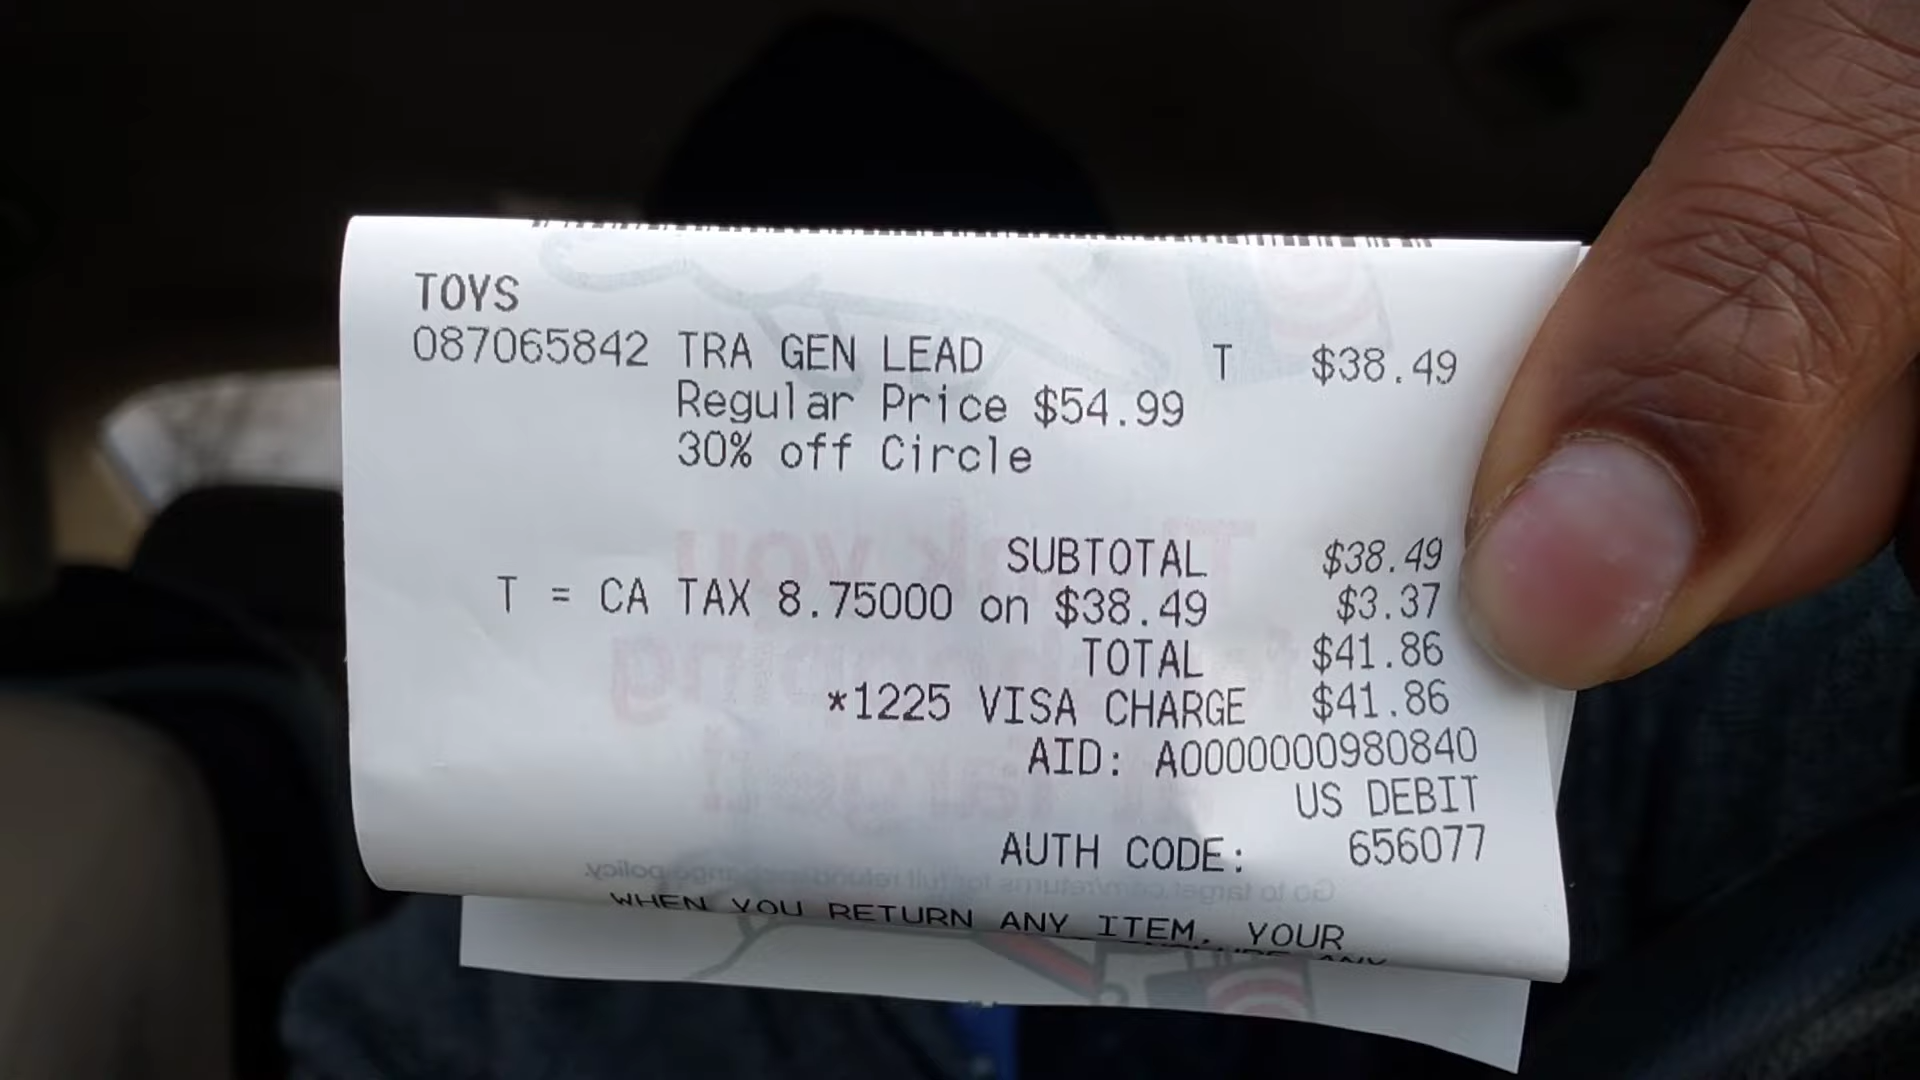 TOYS
087065842 TRA GEN LEAD T $38.49
Regular Price $54.99
30% off Circle
SUBTOTAL $38.49
T = CA TAX 8.75000 on $38.49 $3.37
TOTAL $41.86
*1225 VISA CHARGE $41.86
AID: A0000000980840
US DEBIT
AUTH CODE: 656077
WHEN YOU RETURN ANY ITEM, YOUR
ANY